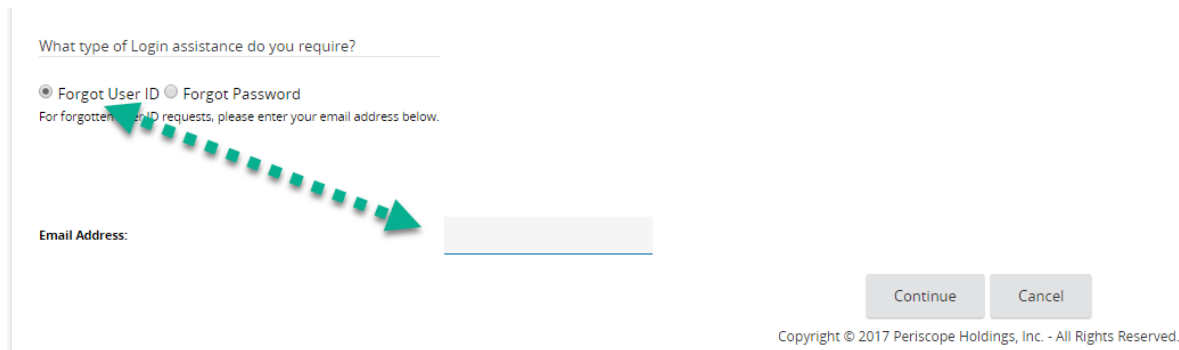 What type of Login assistance do you require?
Forgot User ID Forgot Password
For forgotten ID requests, please enter your email address below.
Email Address:
Continue Cancel
Copyright © 2017 Periscope Holdings, Inc. - All Rights Reserved.